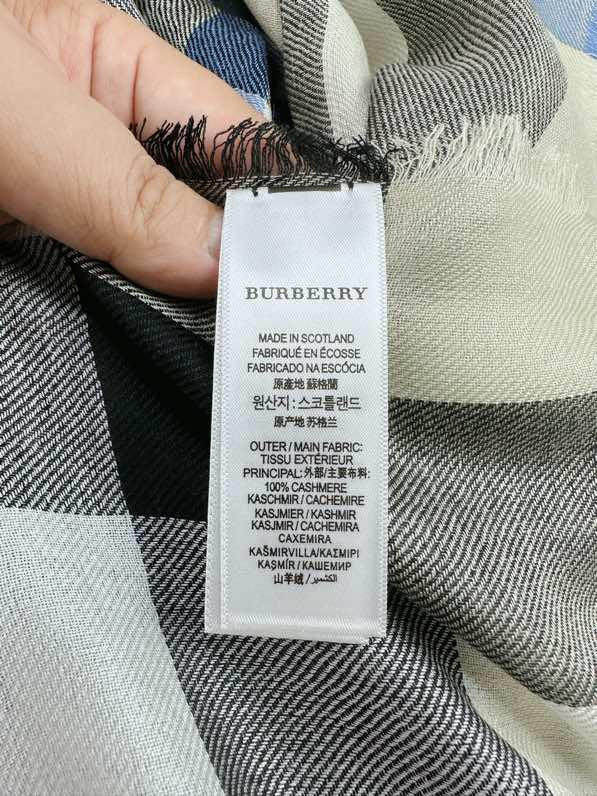 BURBERRY
MADE IN SCOTLAND
FABRIQUÉ EN ÉCOSSE
FABRICADO NA ESCÓCIA
原產地 蘇格蘭
원산지 : 스코틀랜드
原产地 苏格兰
OUTER / MAIN FABRIC:
TISSU EXTÉRIEUR
PRINCIPAL: 外部/主要布料:
100% CASHMERE
KASCHMIR / CACHEMIRE
KASJMIER / KASHMIR
KASJMIR / CACHEMIRA
CAXEMIRA
KAŠMIRVILLA/ΚΑΣΜΙΡΙ
KAŞMİR / КАШЕМИР
山羊绒 / الكشمير